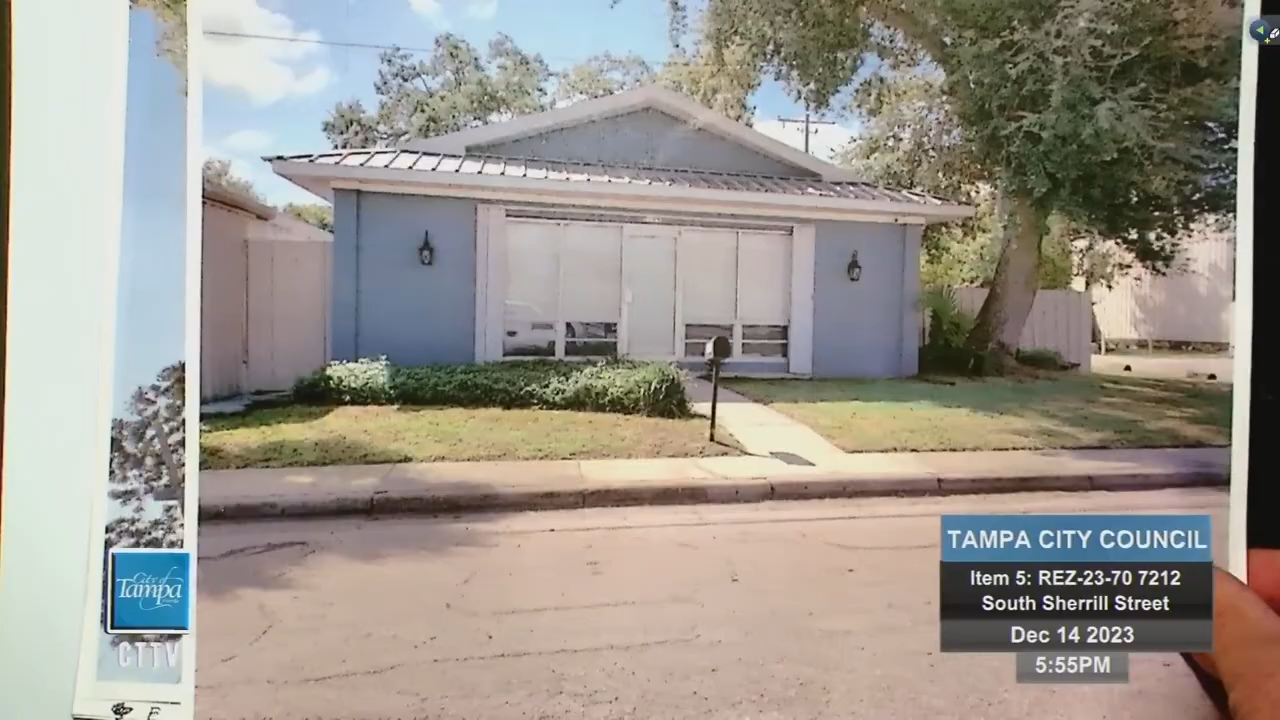 City of
Tampa
CTTV
F
TAMPA CITY COUNCIL
Item 5: REZ-23-70 7212
South Sherrill Street
Dec 14 2023
5:55PM